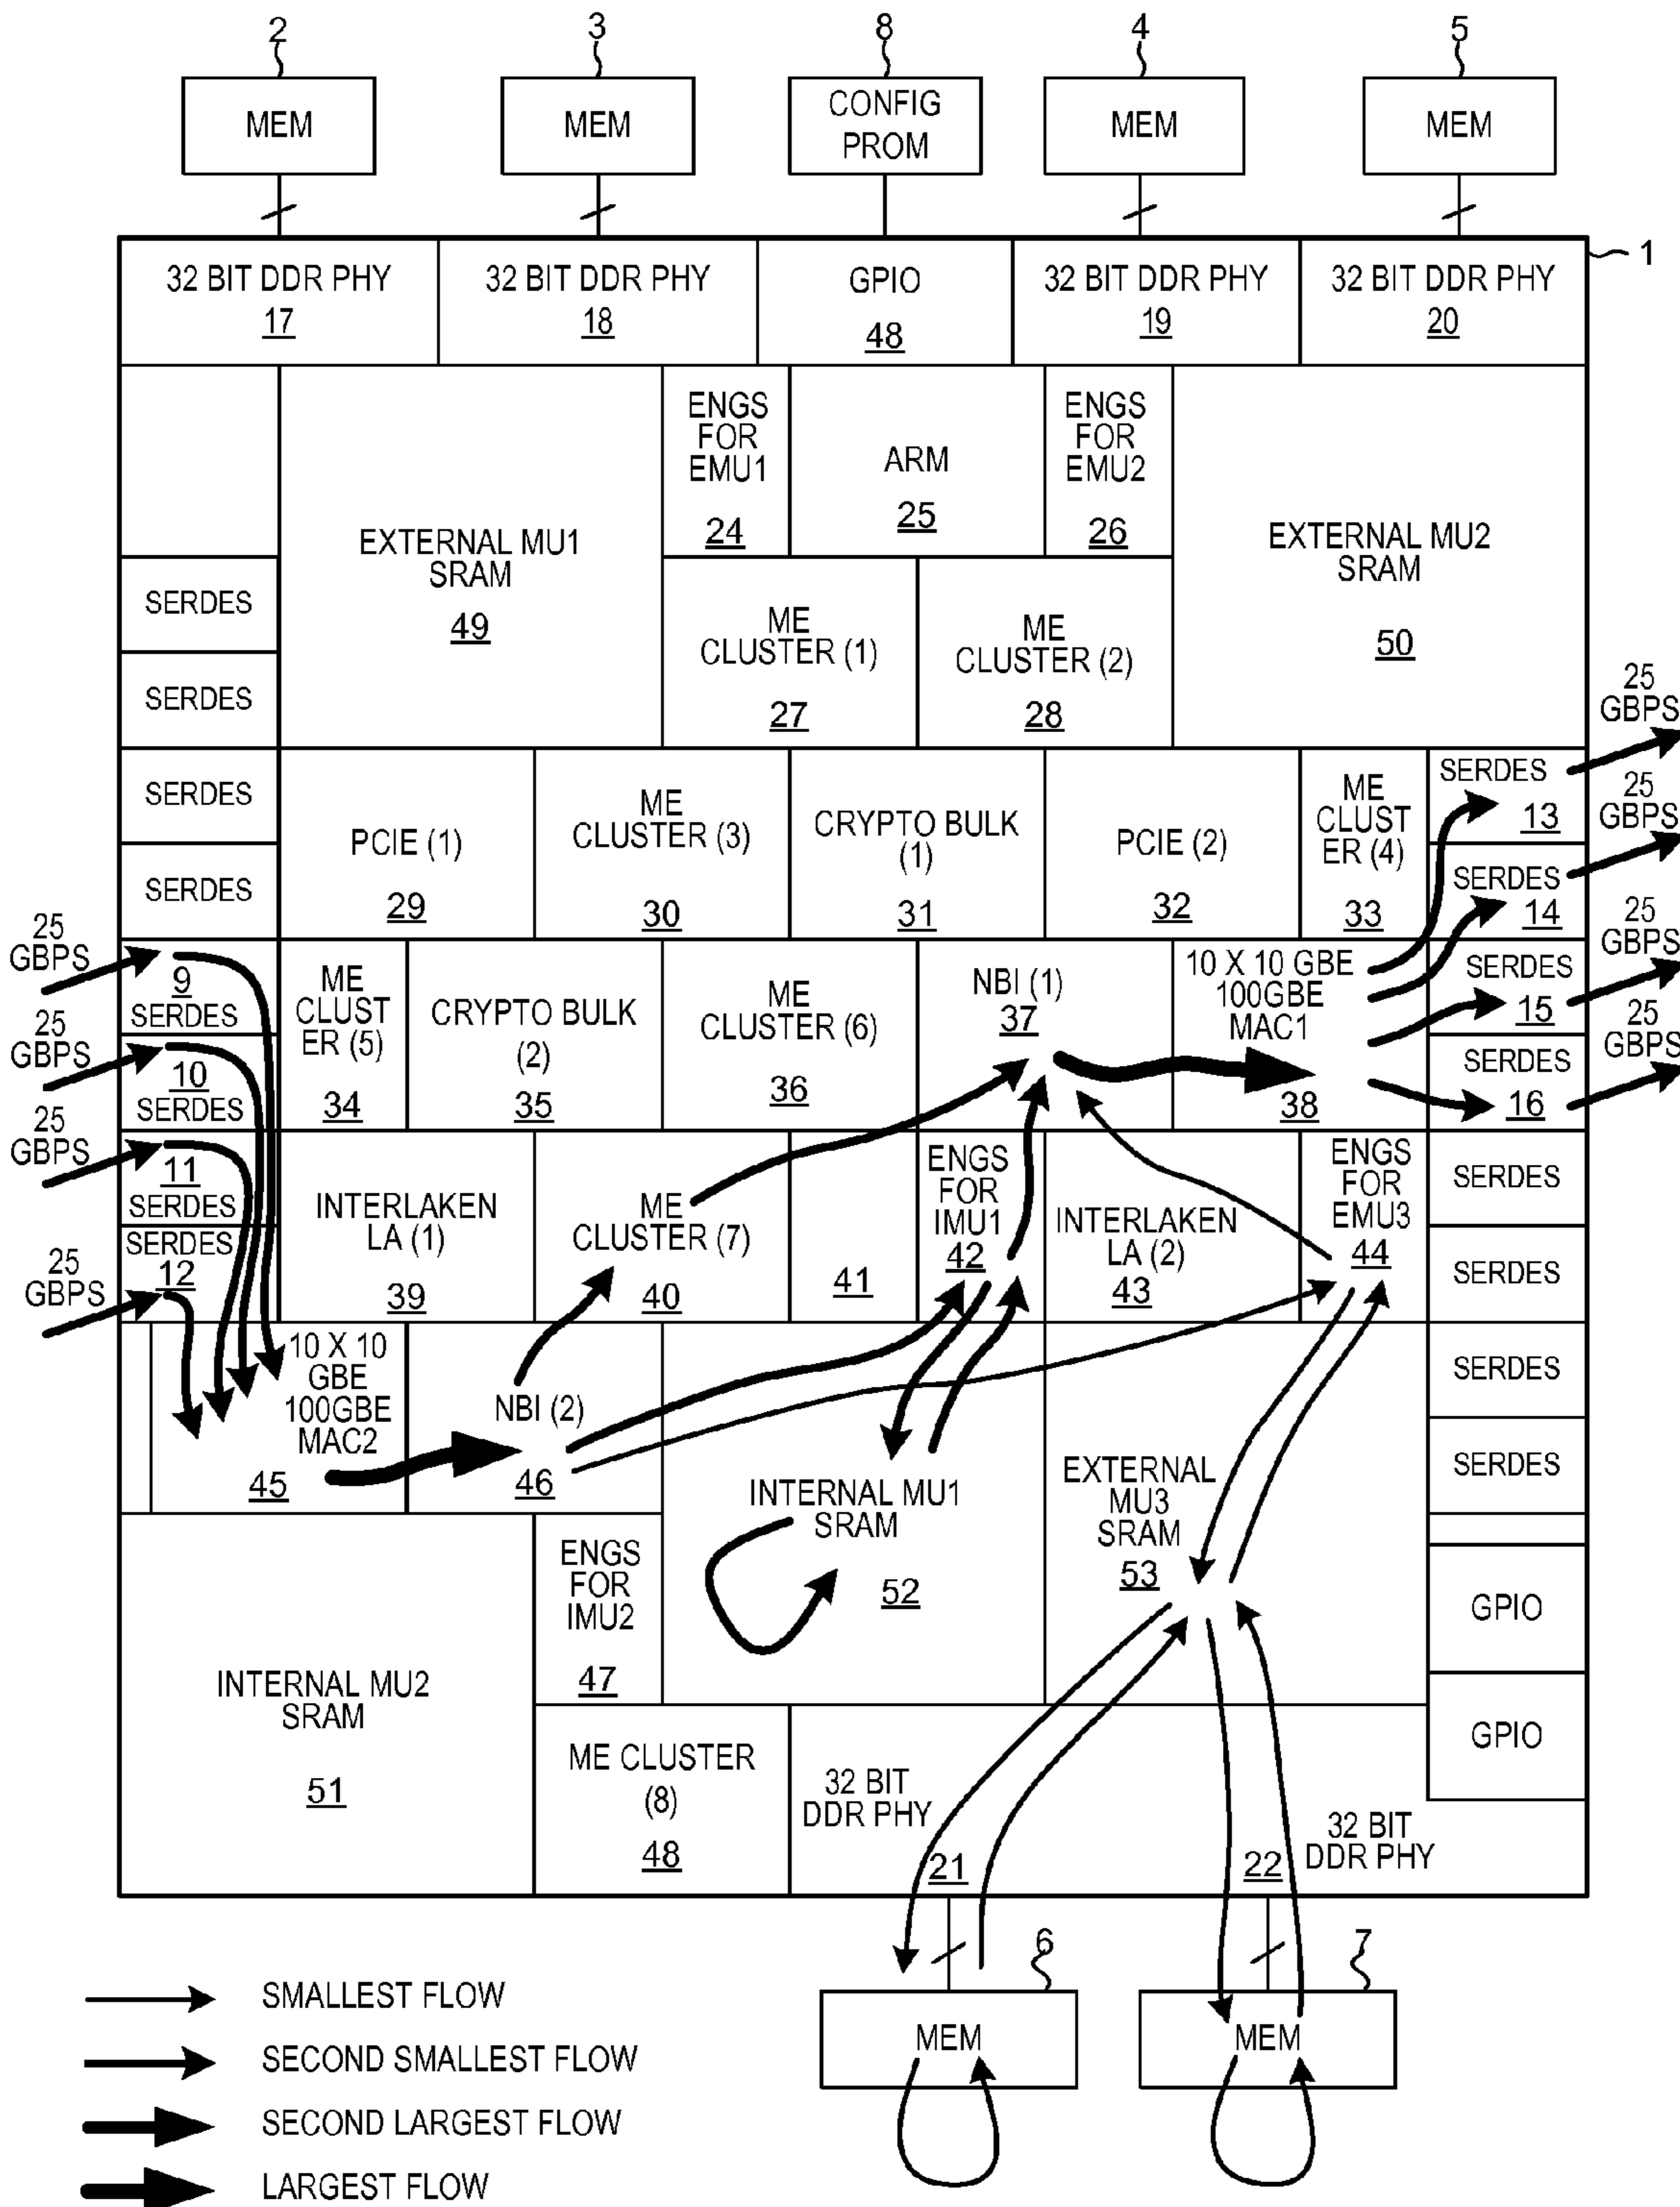 2
3
8
4
5
MEM
MEM
CONFIG
PROM
MEM
MEM
1
32 BIT DDR PHY
17
32 BIT DDR PHY
18
GPIO
48
32 BIT DDR PHY
19
32 BIT DDR PHY
20
EXTERNAL MU1
SRAM
49
ENGS
FOR
EMU1
24
ARM
25
ENGS
FOR
EMU2
26
EXTERNAL MU2
SRAM
50
SERDES
SERDES
ME
CLUSTER (1)
27
ME
CLUSTER (2)
28
25
GBPS
25
GBPS
25
GBPS
25
GBPS
SERDES
SERDES
PCIE (1)
29
ME
CLUSTER (3)
30
CRYPTO BULK
(1)
31
PCIE (2)
32
ME
CLUST
ER (4)
33
SERDES
13
SERDES
14
25
GBPS
25
GBPS
25
GBPS
25
GBPS
9
SERDES
10
SERDES
ME
CLUST
ER (5)
34
CRYPTO BULK
(2)
35
ME
CLUSTER (6)
36
NBI (1)
37
10 X 10 GBE
100GBE
MAC1
38
SERDES
15
SERDES
16
11
SERDES
SERDES
12
INTERLAKEN
LA (1)
39
ME
CLUSTER (7)
40
41
ENGS
FOR
IMU1
42
INTERLAKEN
LA (2)
43
ENGS
FOR
EMU3
44
SERDES
SERDES
10 X 10
GBE
100GBE
MAC2
45
NBI (2)
46
INTERNAL MU1
SRAM
52
EXTERNAL
MU3
SRAM
53
SERDES
SERDES
INTERNAL MU2
SRAM
51
ENGS
FOR
IMU2
47
GPIO
GPIO
ME CLUSTER
(8)
48
32 BIT
DDR PHY
21
32 BIT
DDR PHY
22
6
7
MEM
MEM
SMALLEST FLOW
SECOND SMALLEST FLOW
SECOND LARGEST FLOW
LARGEST FLOW